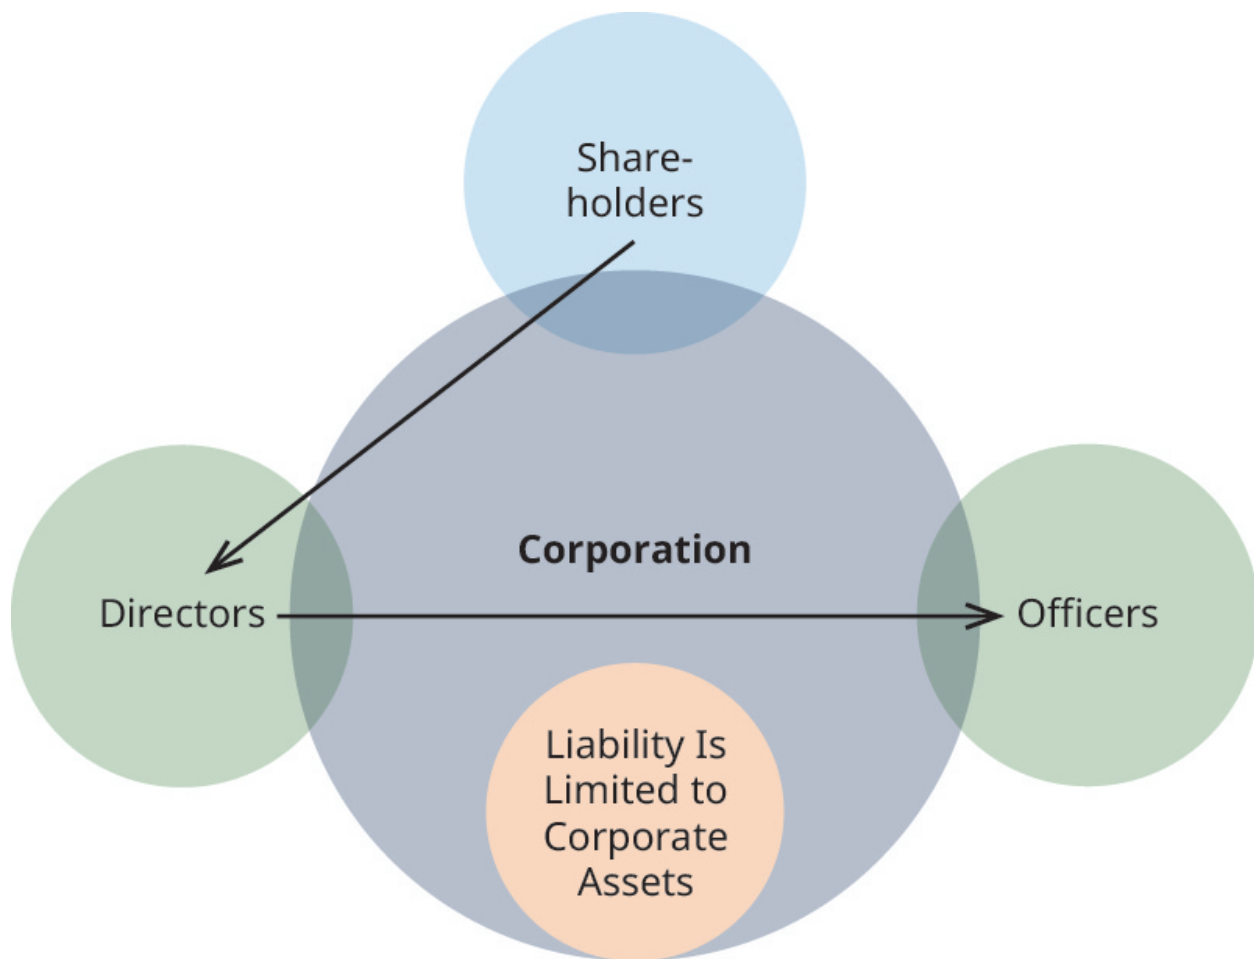 Share-
holders
Corporation
Directors
Officers
Liability Is
Limited to
Corporate
Assets